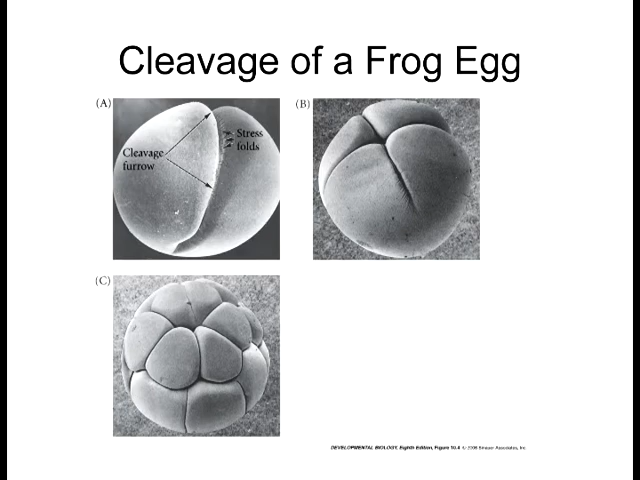 Cleavage of a Frog Egg
(A)
Cleavage
furrow
Stress
folds
(B)
(C)
DEVELOPMENTAL BIOLOGY, Eighth Edition, Figure 10.4 © 2006 Sinauer Associates, Inc.